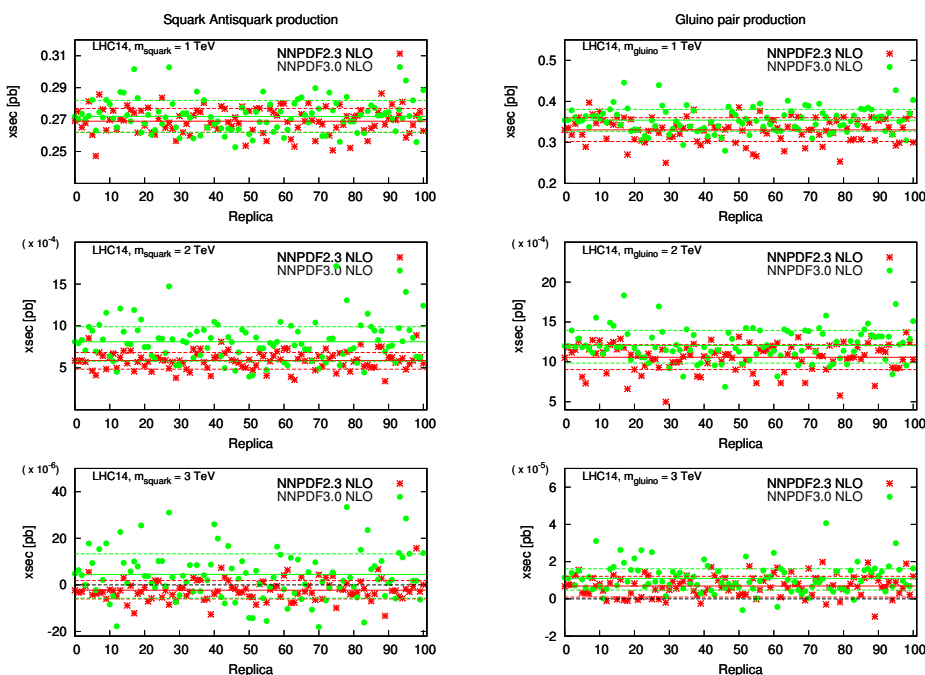 Squark Antisquark production
LHC14, m_squark = 1 TeV
NNPDF2.3 NLO
NNPDF3.0 NLO
xsec [pb]
0.31
0.29
0.27
0.25
0 10 20 30 40 50 60 70 80 90 100
Replica
Gluino pair production
LHC14, m_gluino = 1 TeV
NNPDF2.3 NLO
NNPDF3.0 NLO
xsec [pb]
0.5
0.4
0.3
0.2
0 10 20 30 40 50 60 70 80 90 100
Replica
( x 10^-4)
LHC14, m_squark = 2 TeV
NNPDF2.3 NLO
NNPDF3.0 NLO
xsec [pb]
15
10
5
0 10 20 30 40 50 60 70 80 90 100
Replica
( x 10^-4)
LHC14, m_gluino = 2 TeV
NNPDF2.3 NLO
NNPDF3.0 NLO
xsec [pb]
20
15
10
5
0 10 20 30 40 50 60 70 80 90 100
Replica
( x 10^-6)
LHC14, m_squark = 3 TeV
NNPDF2.3 NLO
NNPDF3.0 NLO
xsec [pb]
40
20
0
-20
0 10 20 30 40 50 60 70 80 90 100
Replica
( x 10^-5)
LHC14, m_gluino = 3 TeV
NNPDF2.3 NLO
NNPDF3.0 NLO
xsec [pb]
6
4
2
0
-2
0 10 20 30 40 50 60 70 80 90 100
Replica